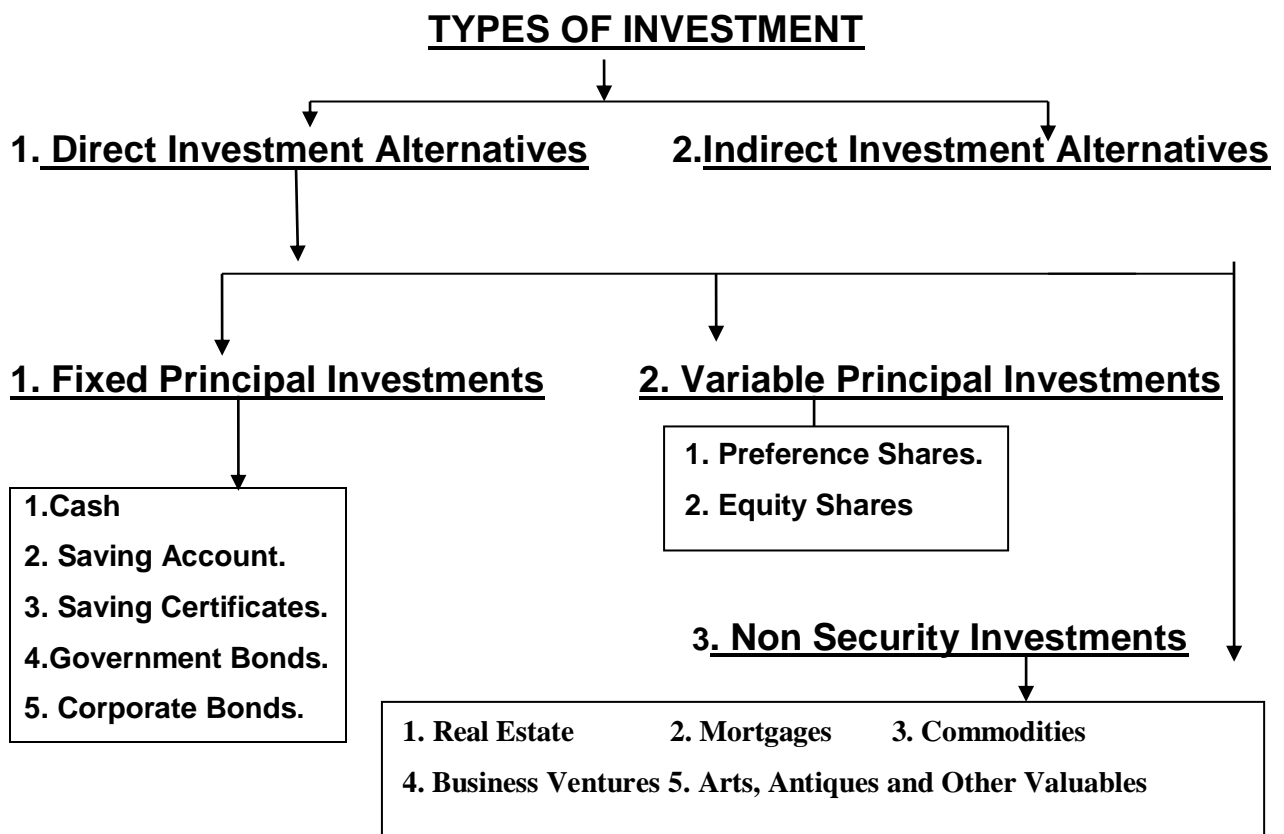 TYPES OF INVESTMENT
1. Direct Investment Alternatives
2.Indirect Investment Alternatives
1. Fixed Principal Investments
2. Variable Principal Investments
1. Preference Shares.
2. Equity Shares
1.Cash
2. Saving Account.
3. Saving Certificates.
4.Government Bonds.
5. Corporate Bonds.
3. Non Security Investments
1. Real Estate 2. Mortgages 3. Commodities
4. Business Ventures 5. Arts, Antiques and Other Valuables